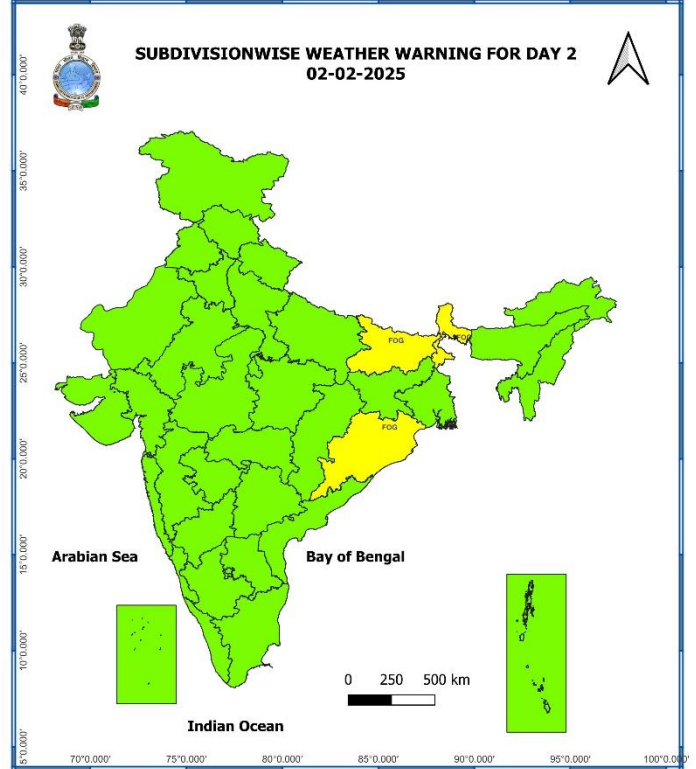 SUBDIVISIONWISE WEATHER WARNING FOR DAY 2
02-02-2025
40°0.000'
35°0.000'
30°0.000'
25°0.000'
20°0.000'
15°0.000'
10°0.000'
5°0.000'
FOG
FOG
FOG
Arabian Sea
Bay of Bengal
0 250 500 km
Indian Ocean
70°0.000' 75°0.000' 80°0.000' 85°0.000' 90°0.000' 95°0.000' 100°0.000'